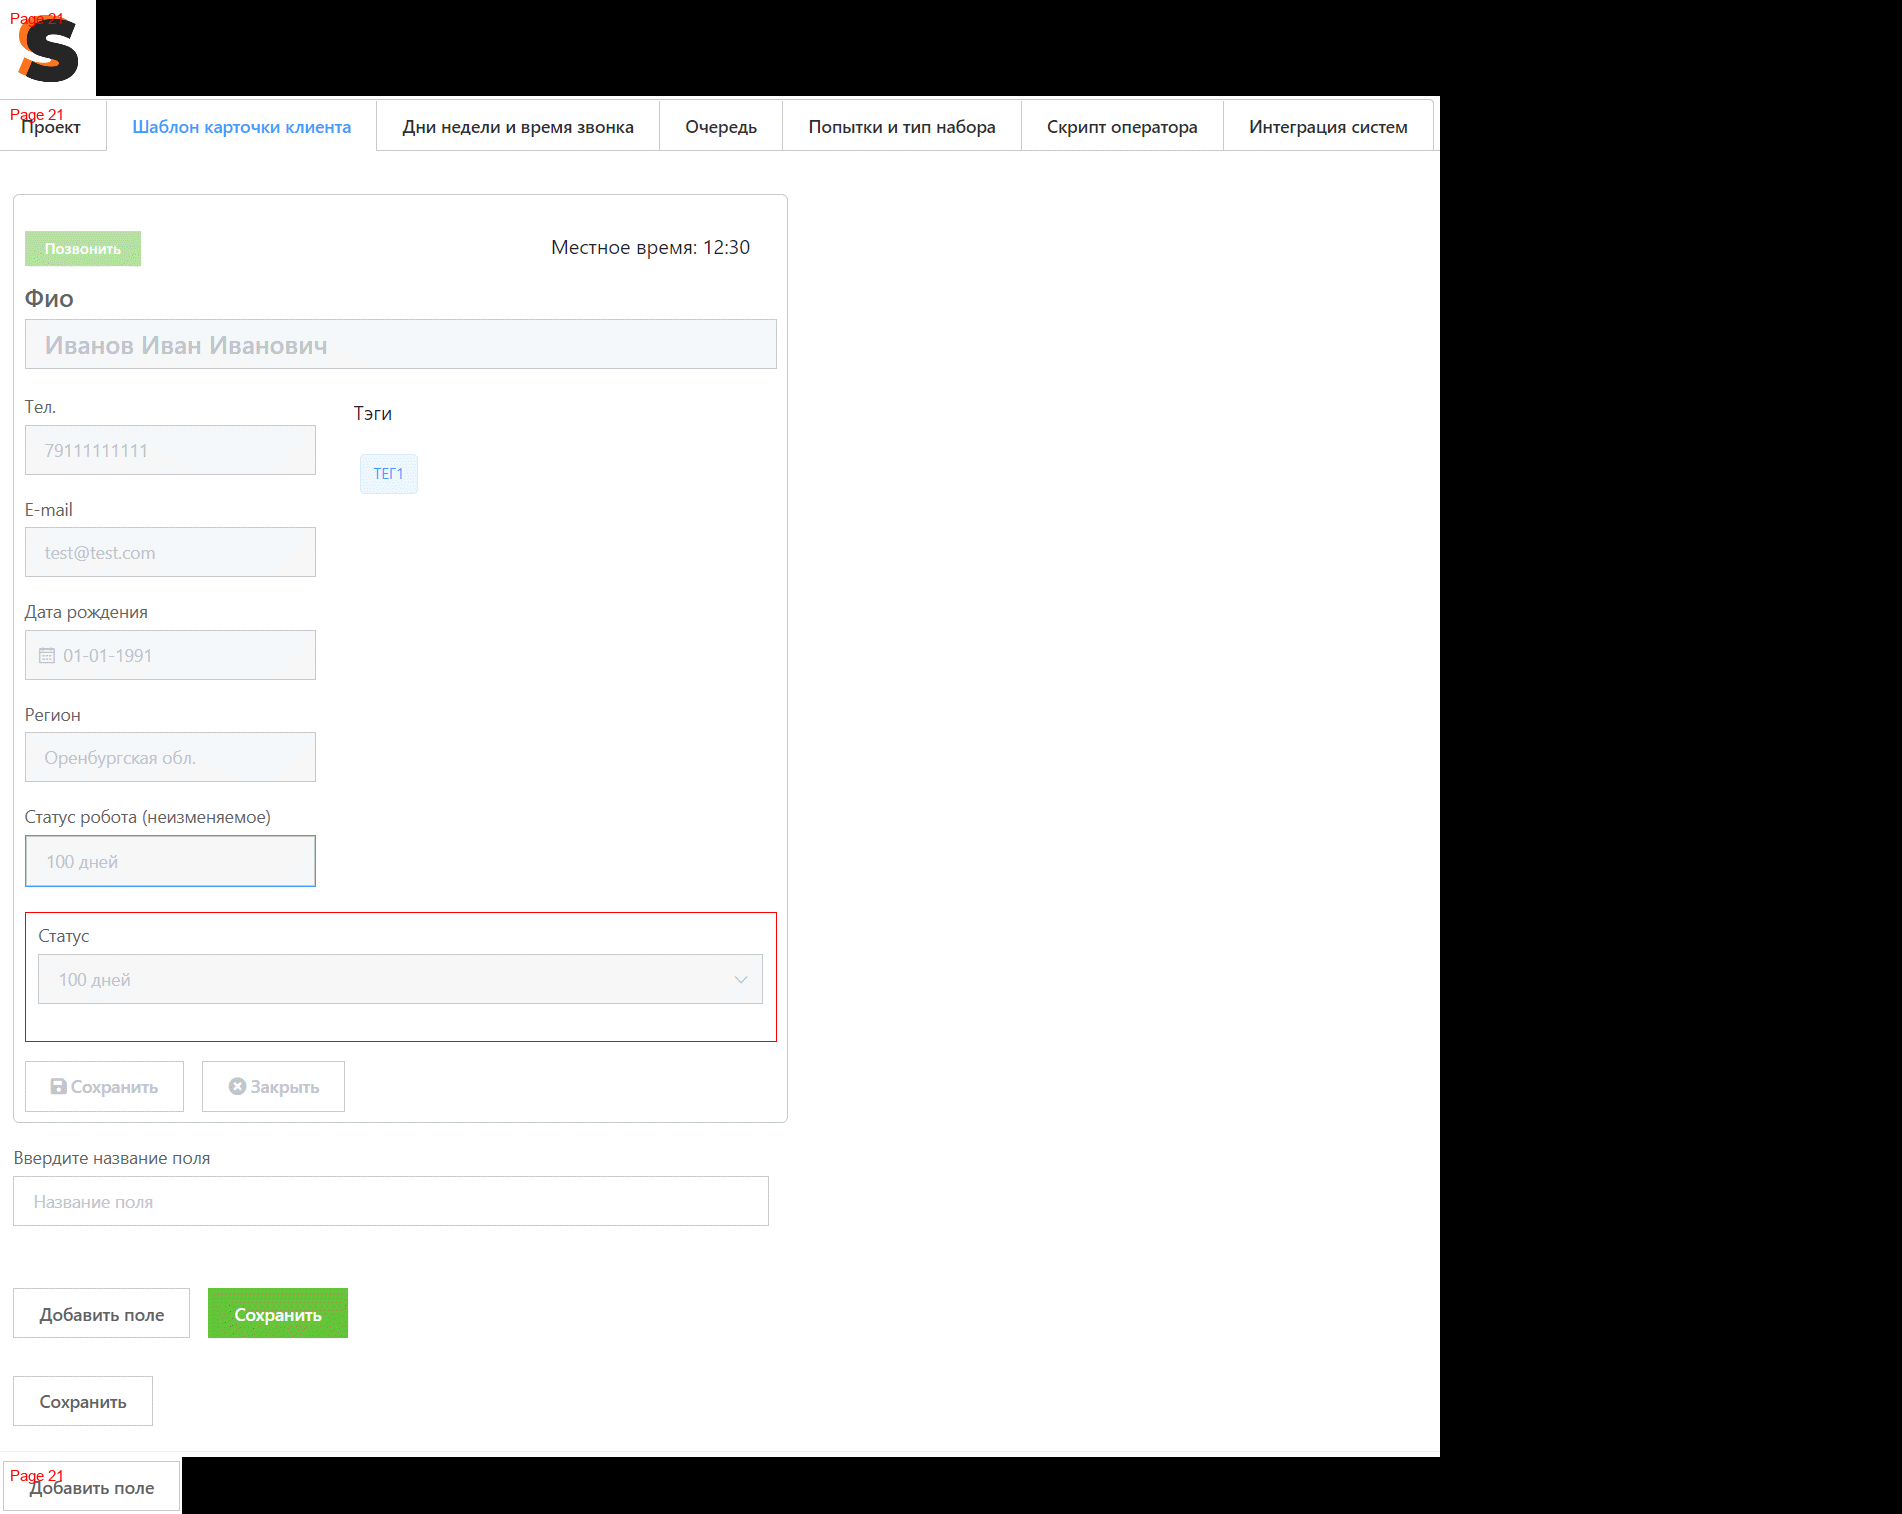 Page 21
S
Page 21
Проект
Шаблон карточки клиента
Дни недели и время звонка
Очередь
Попытки и тип набора
Скрипт оператора
Интеграция систем
Позвонить
Местное время: 12:30
Фио
Иванов Иван Иванович
Тел.
Тэги
79111111111
ТЕГ1
E-mail
test@test.com
Дата рождения
01-01-1991
Регион
Оренбургская обл.
Статус робота (неизменяемое)
100 дней
Статус
100 дней
Сохранить
Закрыть
Ввердите название поля
Название поля
Добавить поле
Сохранить
Сохранить
Page 21
Добавить поле